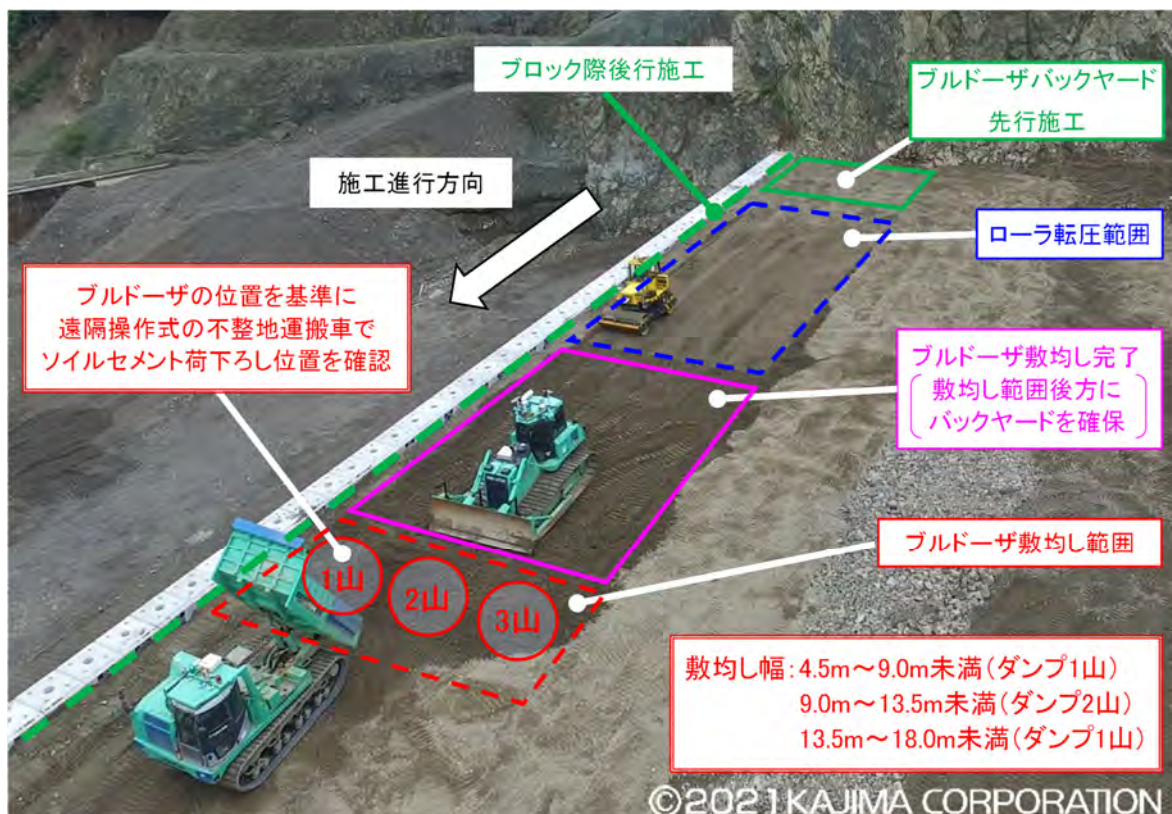 ブロック際後行施工
ブルドーザバックヤード
先行施工
施工進行方向
ローラ転圧範囲
ブルドーザの位置を基準に
遠隔操作式の不整地運搬車で
ソイルセメント荷下ろし位置を確認
ブルドーザ敷均し完了
敷均し範囲後方に
バックヤードを確保
ブルドーザ敷均し範囲
1山
2山
3山
敷均し幅:4.5m~9.0m未満(ダンプ1山)
9.0m~13.5m未満(ダンプ2山)
13.5m~18.0m未満(ダンプ1山)
©2021 KAJIMA CORPORATION